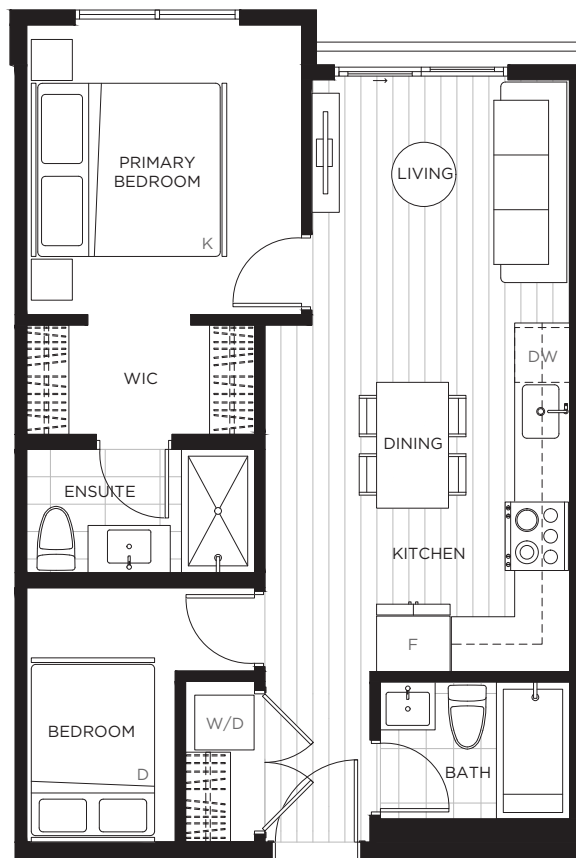 PRIMARY
BEDROOM
K
LIVING
WIC
DW
DINING
ENSUITE
KITCHEN
F
W/D
BEDROOM
D
BATH